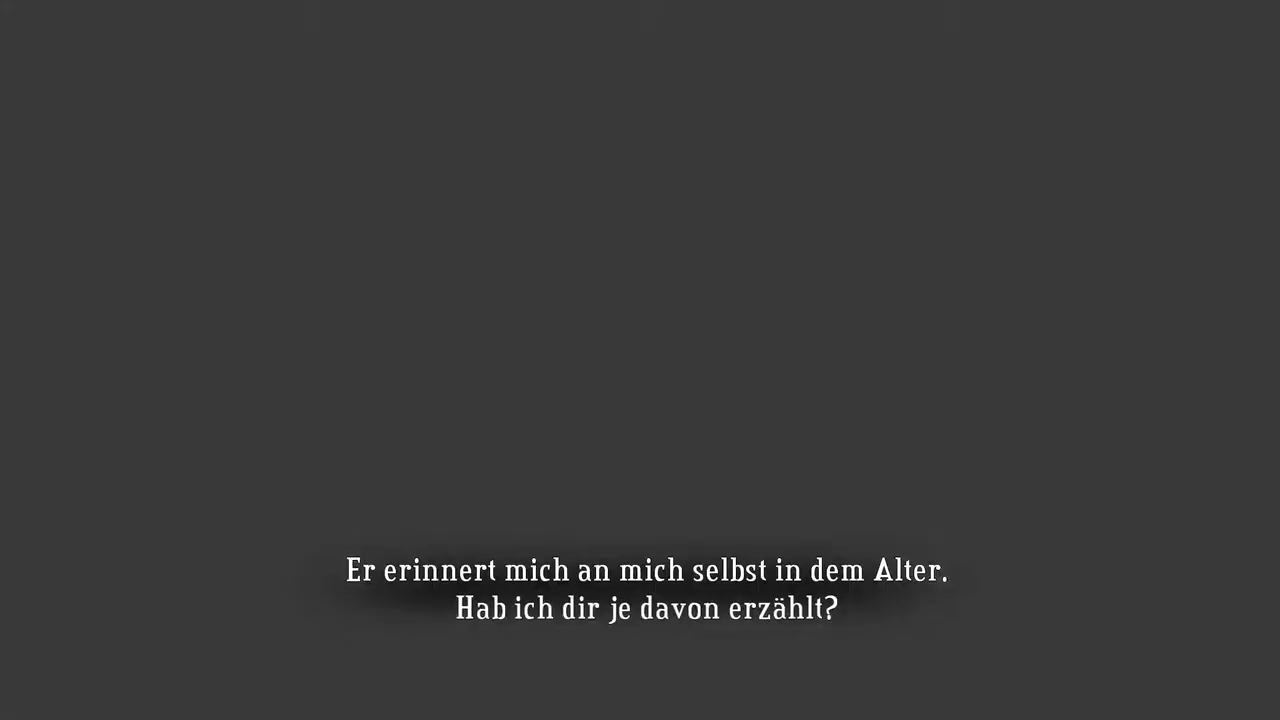 Er erinnert mich an mich selbst in dem Alter.
Hab ich dir je davon erzählt?